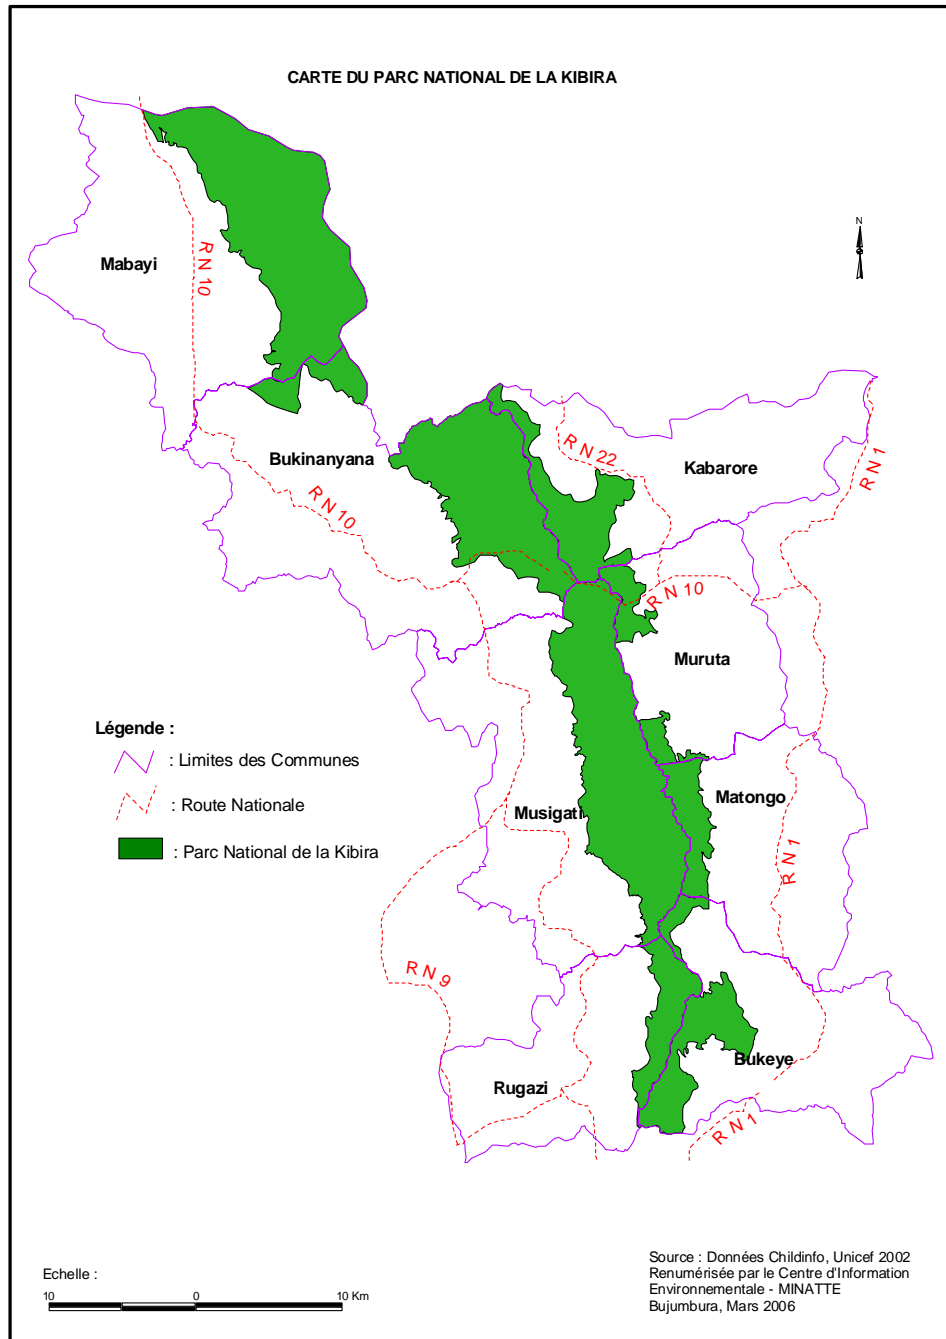 CARTE DU PARC NATIONAL DE LA KIBIRA
N
Mabayi
R N 10
Bukinanyana
R N 10
R N 22
Kabarore
R N 1
R N 10
Muruta
Légende :
: Limites des Communes
: Route Nationale
: Parc National de la Kibira
Musigati
Matongo
R N 1
R N 9
Rugazi
Bukeye
R N 1
Echelle :
10 0 10 Km
Source : Données Childinfo, Unicef 2002
Renumérisée par le Centre d'Information
Environnementale - MINATTE
Bujumbura, Mars 2006